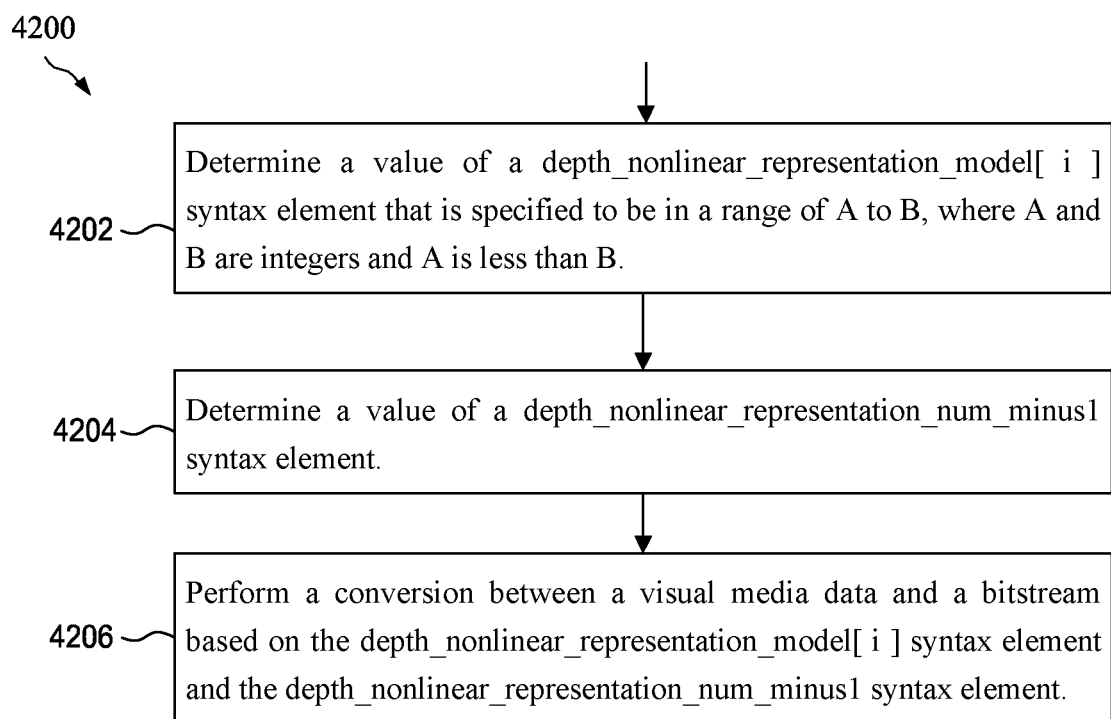 4200
Determine a value of a depth_nonlinear_representation_model[ i ]
syntax element that is specified to be in a range of A to B, where A and
B are integers and A is less than B.
4202
Determine a value of a depth_nonlinear_representation_num_minus1
syntax element.
4204
Perform a conversion between a visual media data and a bitstream
based on the depth_nonlinear_representation_model[ i ] syntax element
and the depth_nonlinear_representation_num_minus1 syntax element.
4206